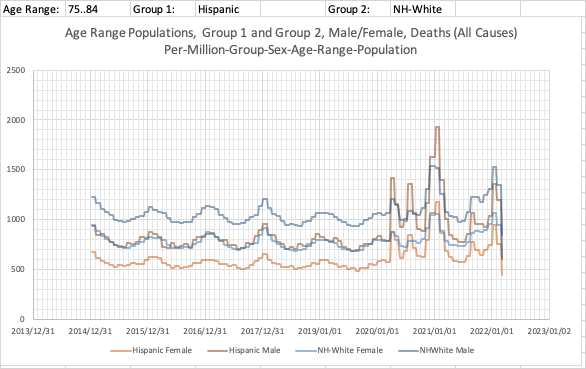 Age Range: 75..84 Group 1: Hispanic Group 2: NH-White
Age Range Populations, Group 1 and Group 2, Male/Female, Deaths (All Causes)
Per-Million-Group-Sex-Age-Range-Population
2500
2000
1500
1000
500
0
2013/12/31 2014/12/31 2015/12/31 2016/12/31 2017/12/31 2019/01/01 2020/01/01 2021/01/01 2022/01/01 2023/01/01
Hispanic Female Hispanic Male NH-White Female NHWhite Male